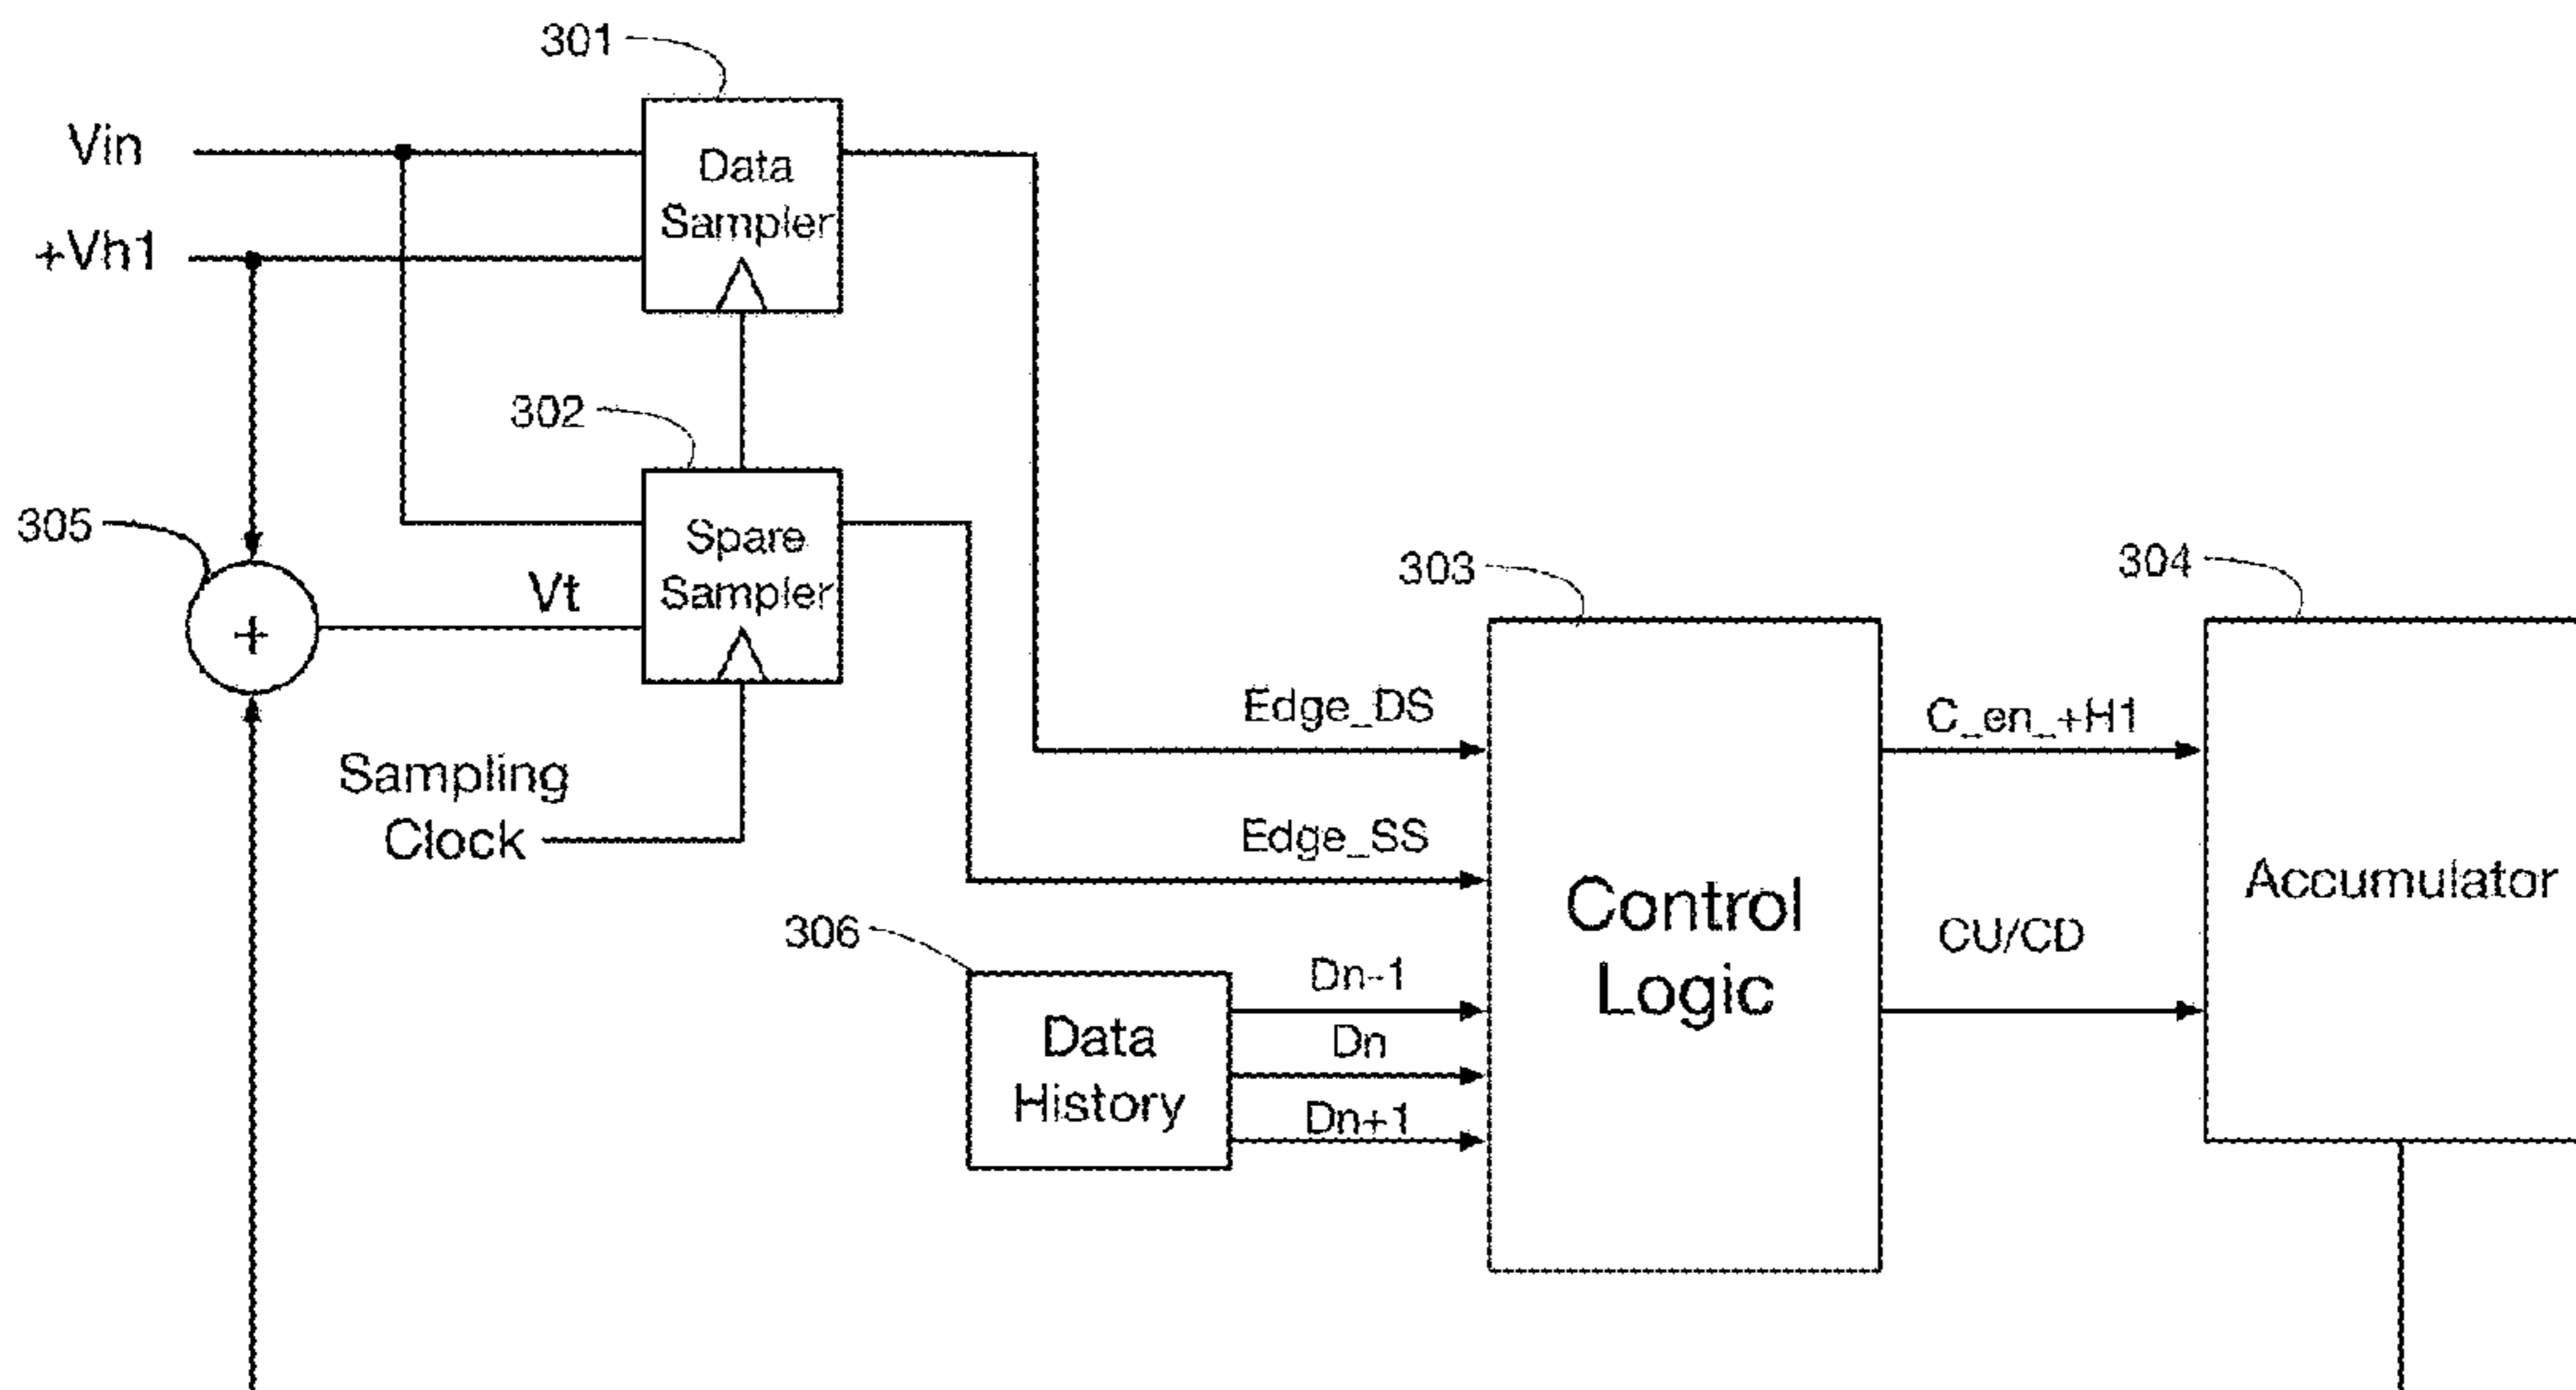 301
Vin
Data
Sampler
+Vh1
302
305
Spare
Sampler
Vt
+
303
304
Edge_DS
C_en_+H1
Sampling
Clock
Edge_SS
Control
Logic
Accumulator
306
CU/CD
Data
History
Dn-1
Dn
Dn+1